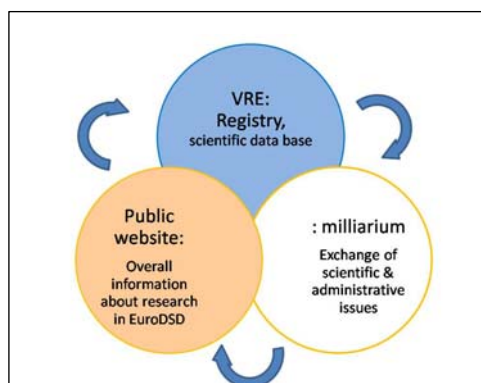 VRE:
Registry,
scientific data base
Public
website:
Overall
information
about research
in EuroDSD
: milliarium
Exchange of
scientific &
administrative
issues